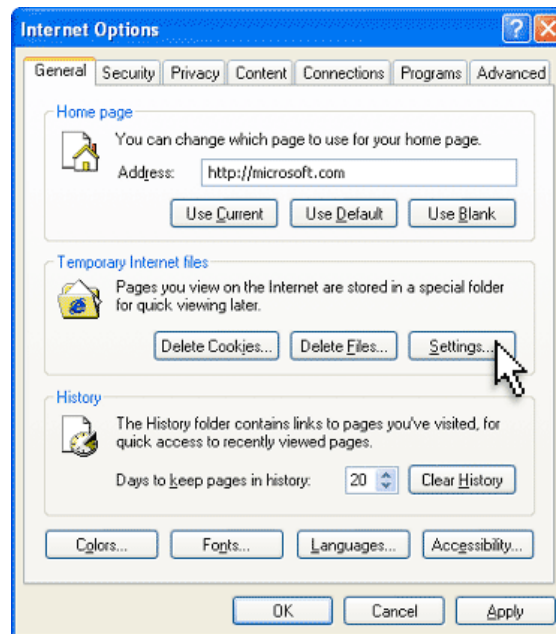 Internet Options
General Security Privacy Content Connections Programs Advanced
Home page
You can change which page to use for your home page.
Address: http://microsoft.com
Use Current Use Default Use Blank
Temporary Internet files
Pages you view on the Internet are stored in a special folder
for quick viewing later.
Delete Cookies... Delete Files... Settings...
History
The History folder contains links to pages you've visited, for
quick access to recently viewed pages.
Days to keep pages in history: 20 Clear History
Colors... Fonts... Languages... Accessibility...
OK Cancel Apply